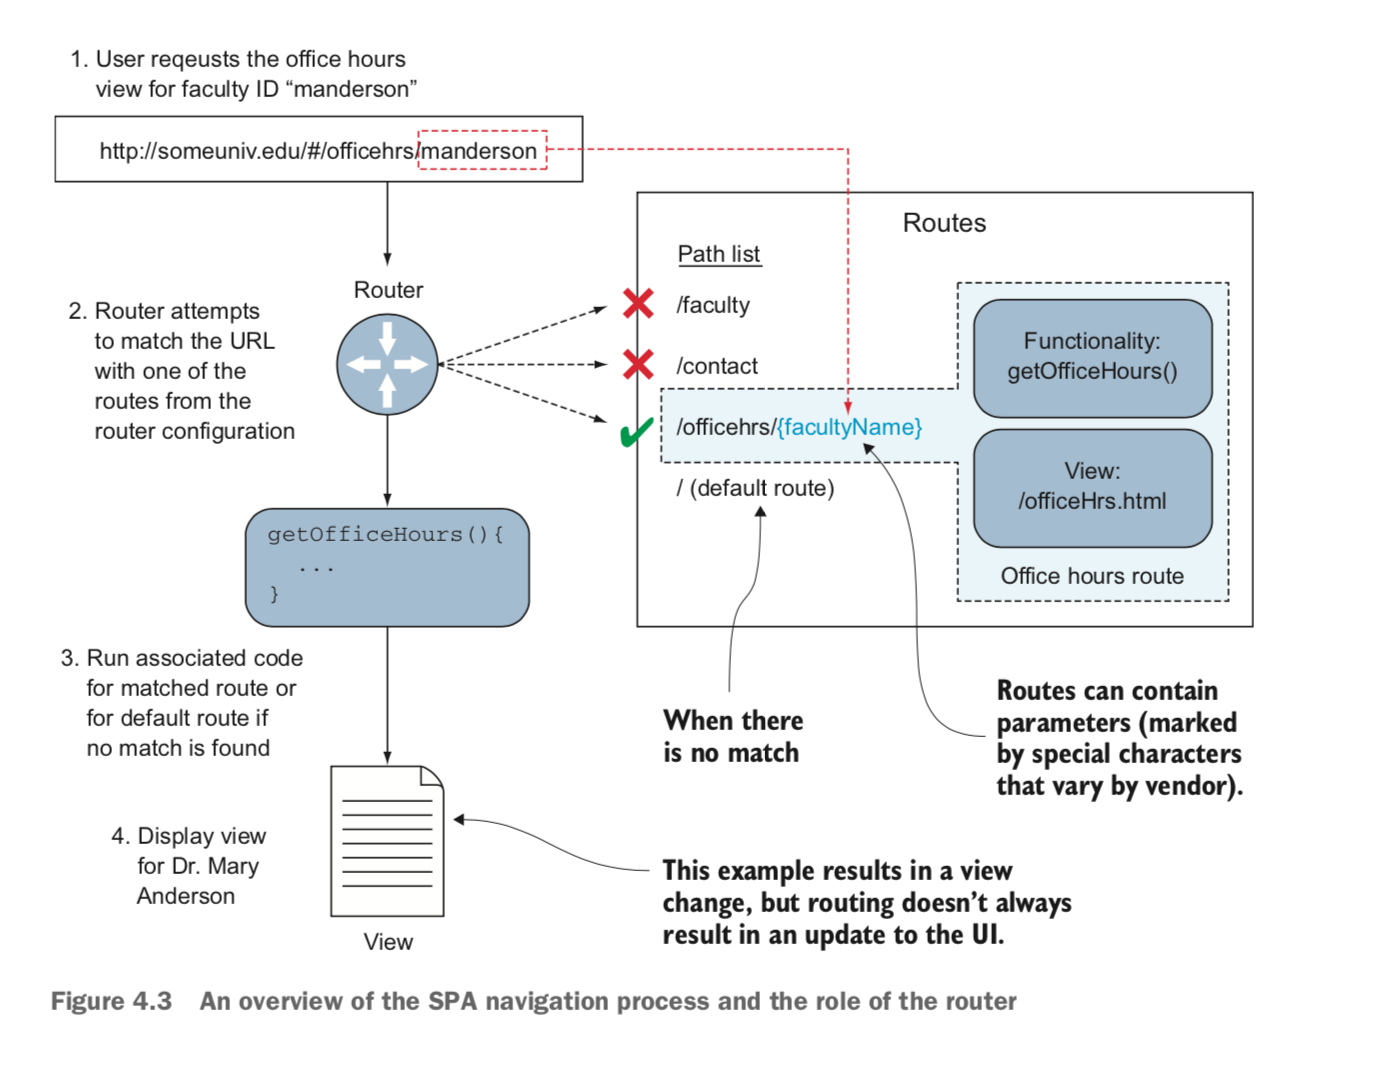 1. User reqeusts the office hours
view for faculty ID “manderson”
http://someuniv.edu/#/officehrs/manderson
Routes
Path list
Router
/faculty
2. Router attempts
to match the URL
with one of the
routes from the
router configuration
/contact
/officehrs/{facultyName}
/ (default route)
Functionality:
getOfficeHours()
View:
/officeHrs.html
Office hours route
getOfficeHours(){
...
}
3. Run associated code
for matched route or
for default route if
no match is found
When there
is no match
Routes can contain
parameters (marked
by special characters
that vary by vendor).
4. Display view
for Dr. Mary
Anderson
View
This example results in a view
change, but routing doesn’t always
result in an update to the UI.
Figure 4.3 An overview of the SPA navigation process and the role of the router